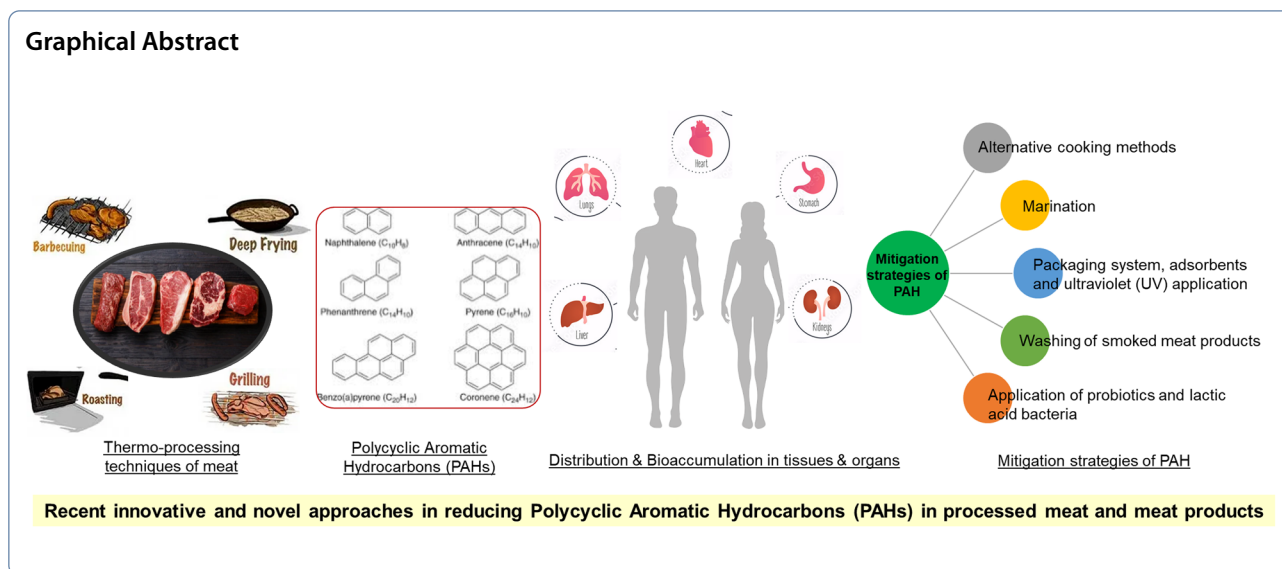 Graphical Abstract
Barbecuing
Deep Frying
Roasting
Grilling
Thermo-processing
techniques of meat
Naphthalene (C₁₀H₈)
Anthracene (C₁₄H₁₀)
Phenanthrene (C₁₄H₁₀)
Pyrene (C₁₆H₁₀)
Benzo(a)pyrene (C₂₀H₁₂)
Coronene (C₂₄H₁₂)
Polycyclic Aromatic
Hydrocarbons (PAHs)
Lungs
Heart
Stomach
Liver
Kidneys
Distribution & Bioaccumulation in tissues & organs
Mitigation
strategies of
PAH
Alternative cooking methods
Marination
Packaging system, adsorbents
and ultraviolet (UV) application
Washing of smoked meat products
Application of probiotics and lactic
acid bacteria
Mitigation strategies of PAH
Recent innovative and novel approaches in reducing Polycyclic Aromatic Hydrocarbons (PAHs) in processed meat and meat products